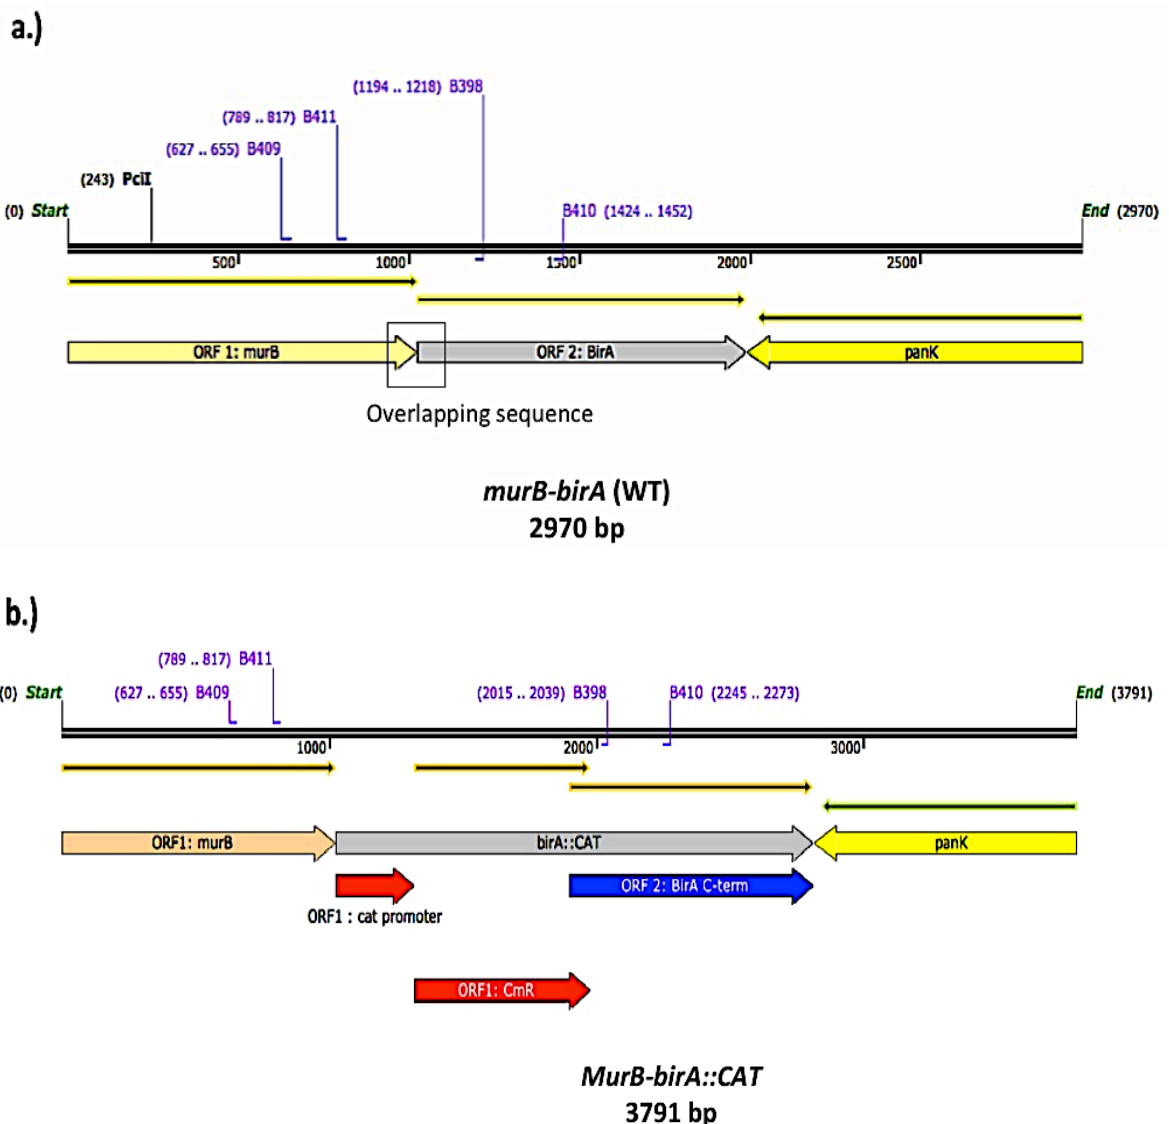 a.)
(1194 .. 1218) B398
(789 .. 817) B411
(627 .. 655) B409
(243) PciI
(0) Start
B410 (1424 .. 1452)
End (2970)
500 1000 1500 2000 2500
ORF 1: murB
ORF 2: BirA
panK
Overlapping sequence
murB-birA (WT)
2970 bp
b.)
(789 .. 817) B411
(0) Start
(627 .. 655) B409
(2015 .. 2039) B398
B410 (2245 .. 2273)
End (3791)
1000 2000 3000
ORF1: murB
birA::CAT
panK
ORF 2: BirA C-term
ORF1 : cat promoter
ORF1: CmR
MurB-birA::CAT
3791 bp